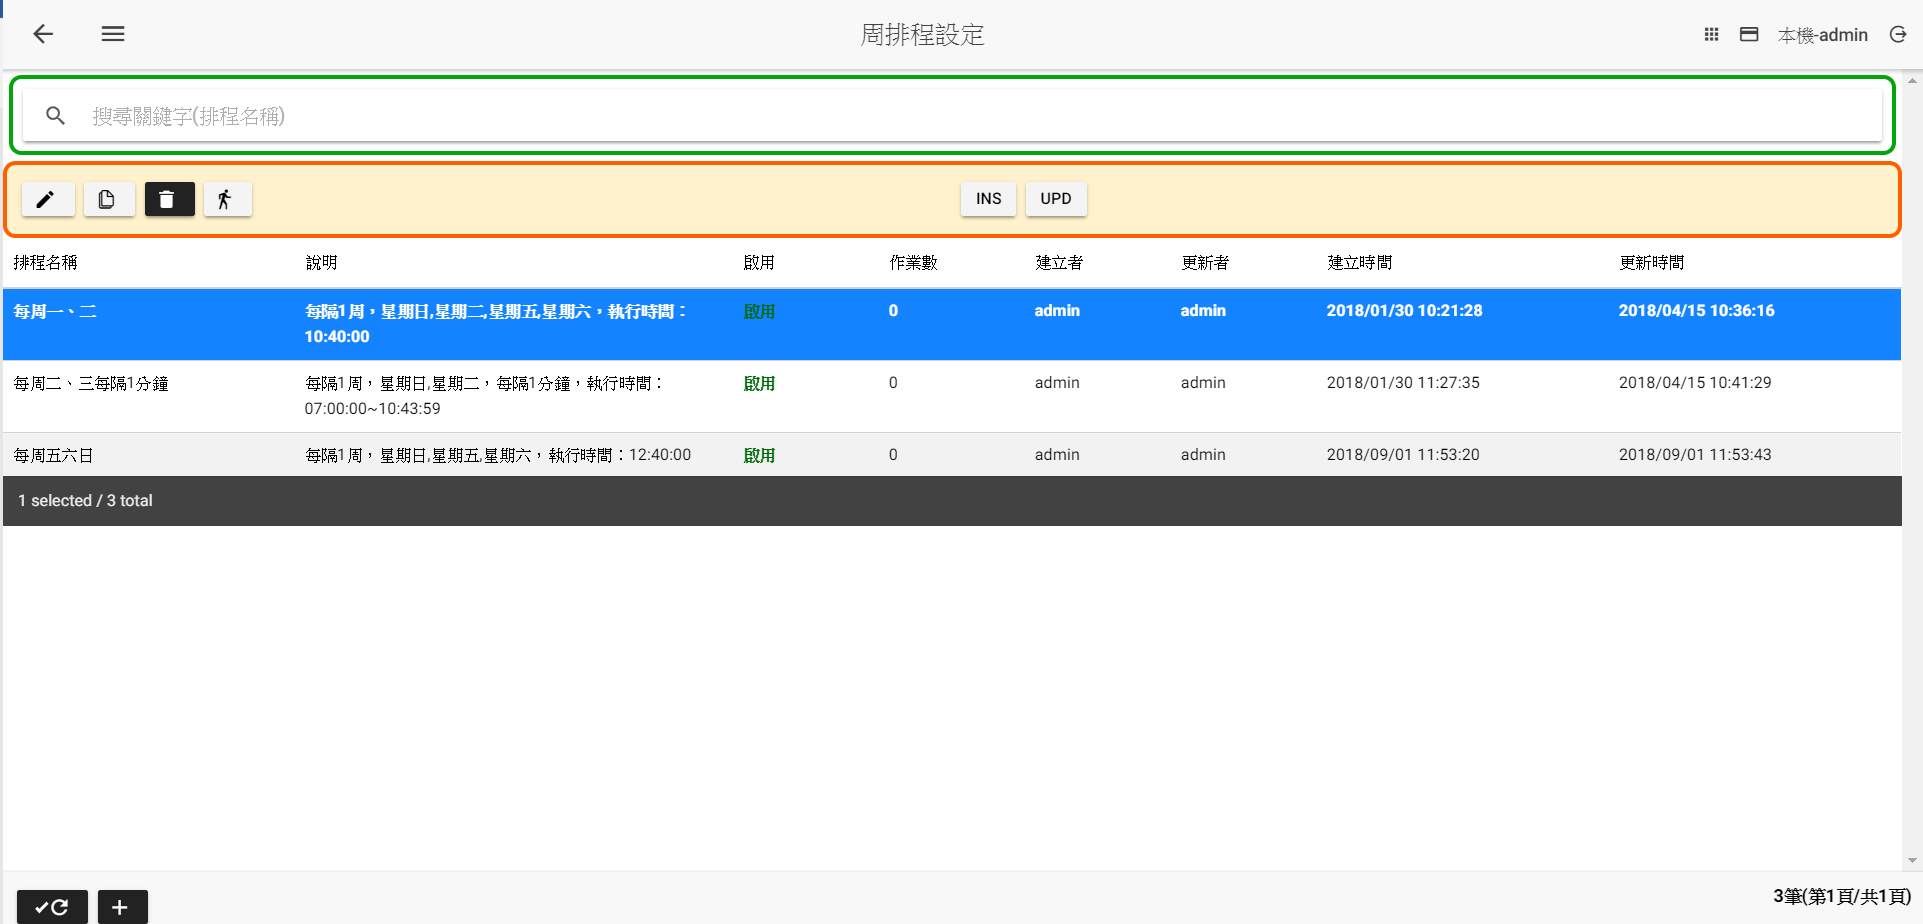 周排程設定
本機-admin
搜尋關鍵字(排程名稱)
INS UPD
排程名稱 說明 啟用 作業數 建立者 更新者 建立時間 更新時間
每周一、二 每隔1周，星期日,星期二,星期五,星期六，執行時間： 啟用 0 admin admin 2018/01/30 10:21:28 2018/04/15 10:36:16
10:40:00
每周二、三每隔1分鐘 每隔1周，星期日,星期二，每隔1分鐘，執行時間： 啟用 0 admin admin 2018/01/30 11:27:35 2018/04/15 10:41:29
07:00:00~10:43:59
每周五六日 每隔1周，星期日,星期五,星期六，執行時間：12:40:00 啟用 0 admin admin 2018/09/01 11:53:20 2018/09/01 11:53:43
1 selected / 3 total
3筆(第1頁/共1頁)